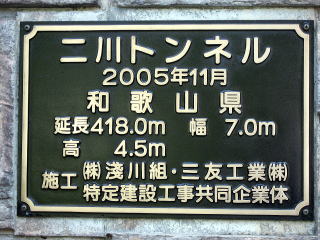 二川トンネル
2005年11月
和歌山県
延長418.0m 幅 7.0m
高 4.5m
施工 ㈱淺川組・三友工業㈱
特定建設工事共同企業体